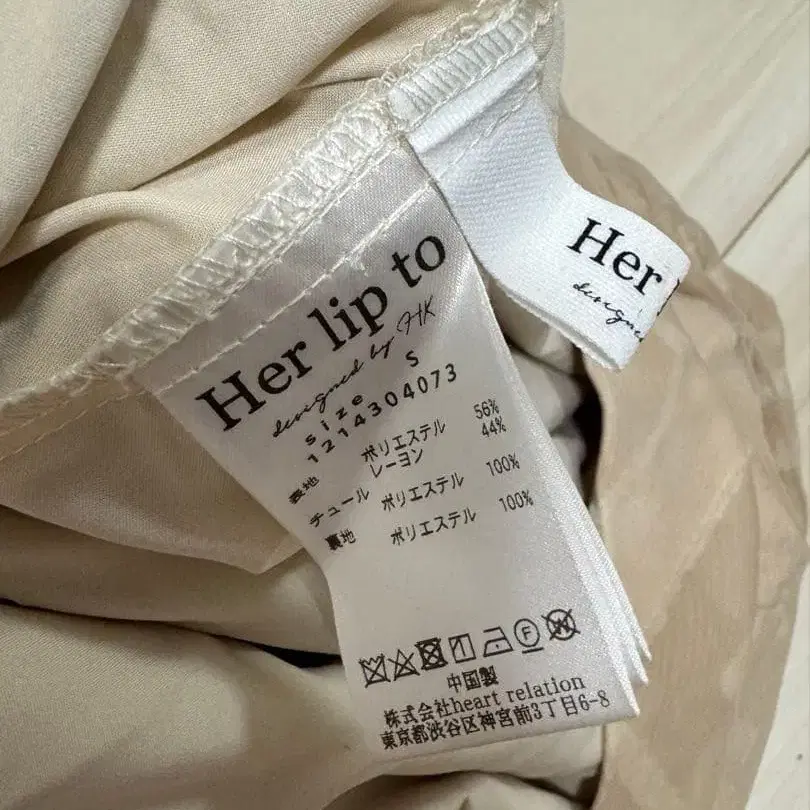 Her lip to
designed by HK
size S
1214304073
表地 ポリエステル 56%
レーヨン 44%
チュール ポリエステル 100%
裏地 ポリエステル 100%
中国製
株式会社heart relation
東京都渋谷区神宮前3丁目6-8
Her
designed